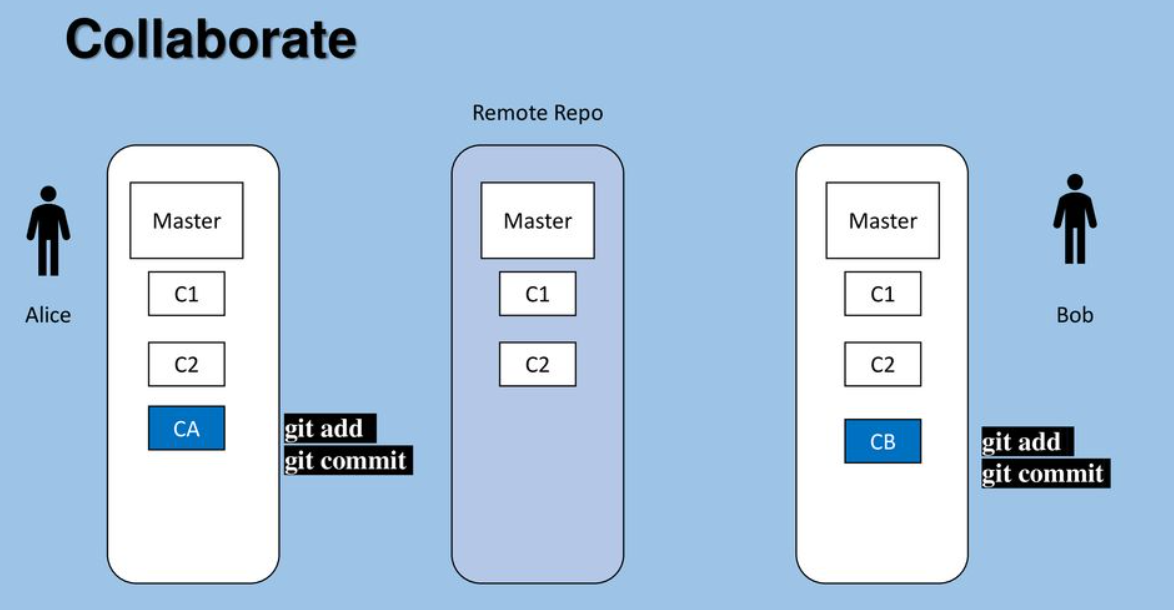 Collaborate
Remote Repo
Alice
Master
C1
C2
CA
git add
git commit
Master
C1
C2
Master
C1
C2
CB
git add
git commit
Bob